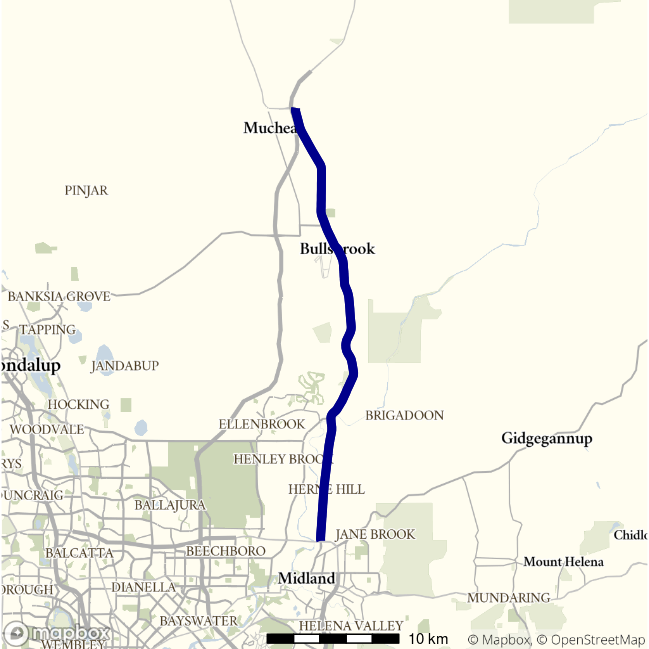 Muchea
PINJAR
Bullsbrook
BANKSIA GROVE
S
TAPPING
ondalup
JANDABUP
HOCKING
WOODVALE
ELLENBROOK
BRIGADOON
Gidgegannup
RYS
HENLEY BROOK
HERNE HILL
DUNCRAIG
BALLAJURA
JANE BROOK
Chidlo
BALCATTA
BEECHBORO
Mount Helena
Midland
DIANELLA
OROUGH
MUNDARING
BAYSWATER
HELENA VALLEY
mapbox
WEMBLEY
10 km
© Mapbox, © OpenStreetMap